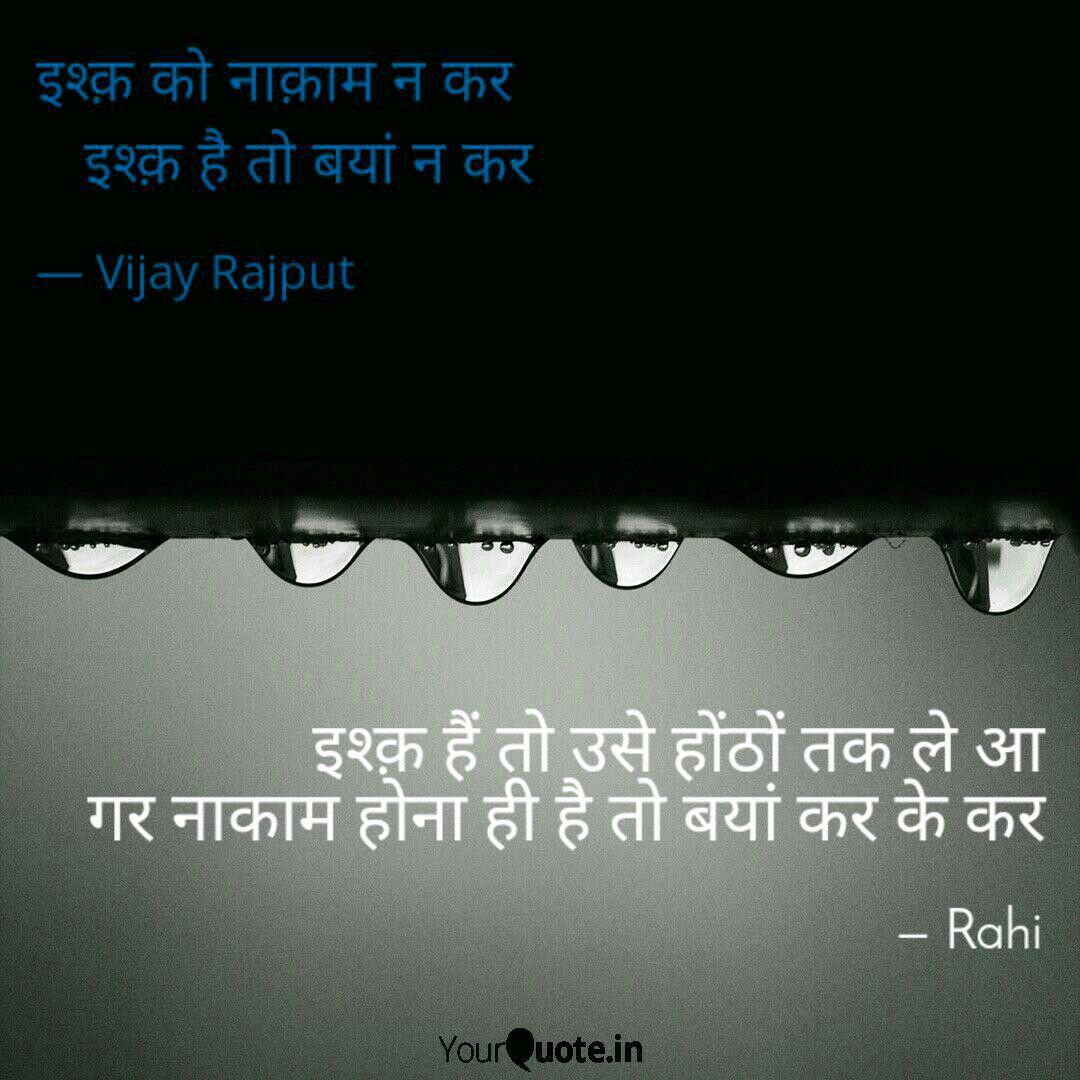 इश्क़ को नाक़ाम न कर
इश्क़ है तो बयां न कर
— Vijay Rajput
इश्क़ हैं तो उसे होंठों तक ले आ
गर नाकाम होना ही है तो बयां कर के कर
– Rahi
YourQuote.in